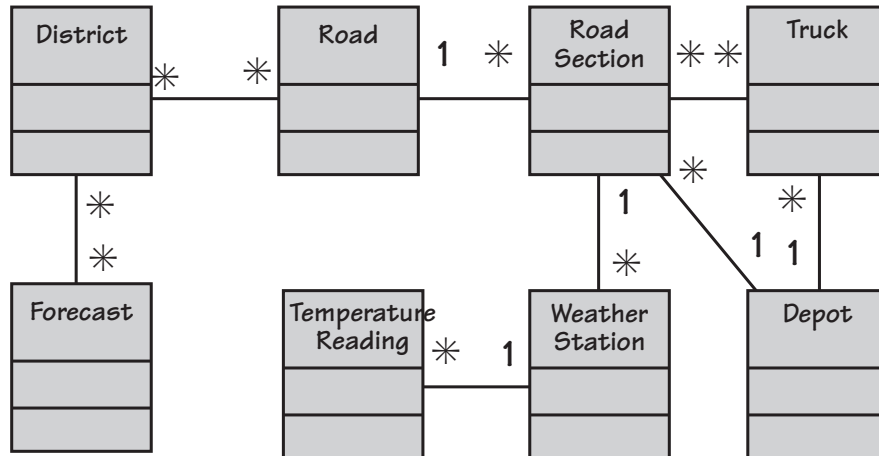 District
Road
Road
Section
Truck
* * 1 * * *
* 1 * *
* * 1 1
Forecast
Temperature
Reading
Weather
Station
Depot
* 1